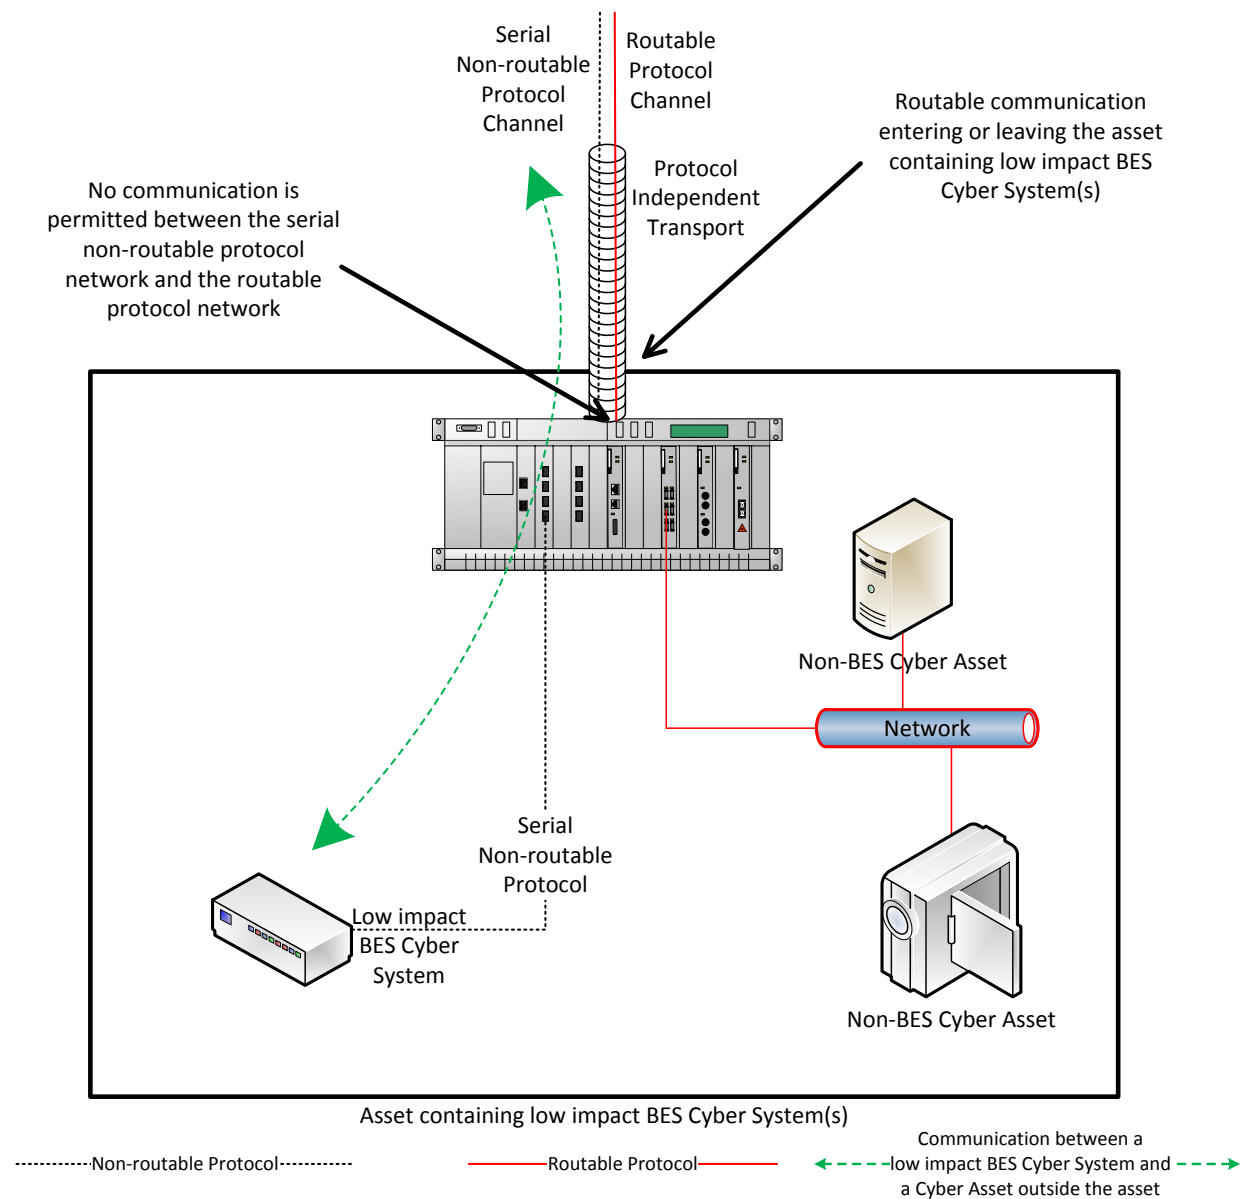 Serial
Non-routable
Protocol
Channel
Routable
Protocol
Channel
Routable communication
entering or leaving the asset
containing low impact BES
Cyber System(s)
Protocol
Independent
Transport
No communication is
permitted between the serial
non-routable protocol
network and the routable
protocol network
Non-BES Cyber Asset
Network
Serial
Non-routable
Protocol
Low impact
BES Cyber
System
Non-BES Cyber Asset
Asset containing low impact BES Cyber System(s)
Non-routable Protocol
Routable Protocol
Communication between a
low impact BES Cyber System and
a Cyber Asset outside the asset